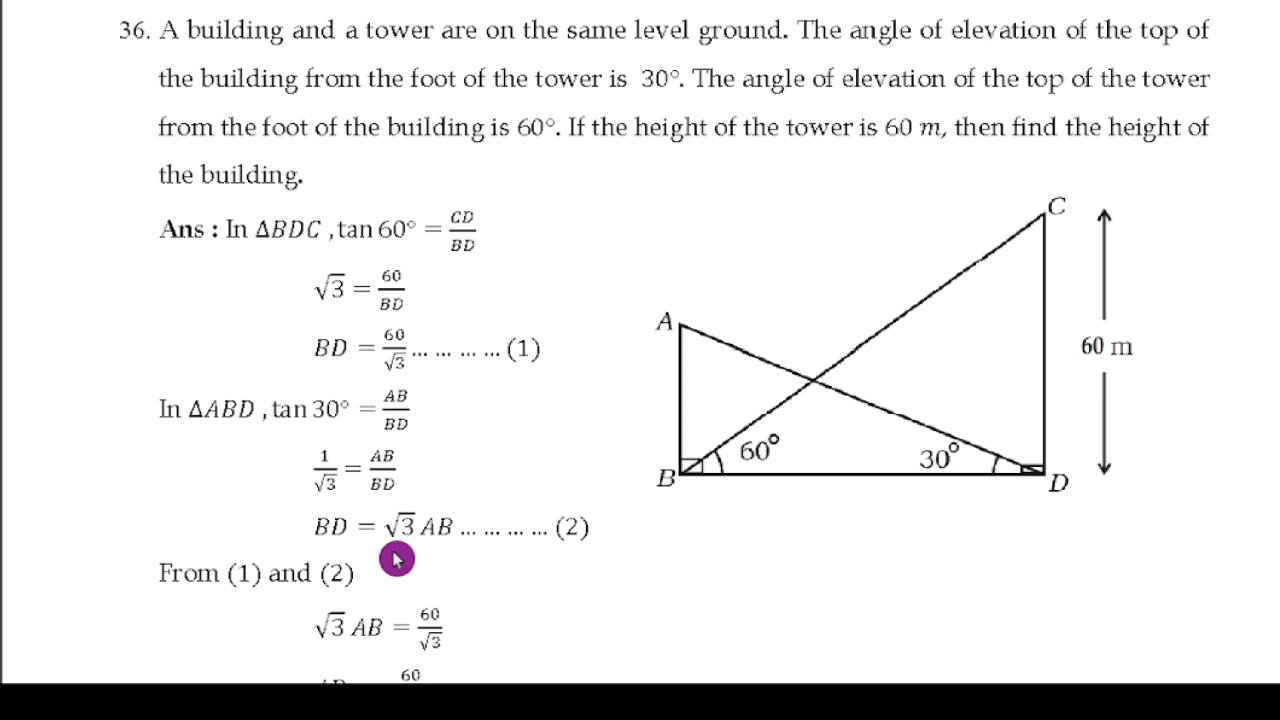 36. A building and a tower are on the same level ground. The angle of elevation of the top of
the building from the foot of the tower is 30°. The angle of elevation of the top of the tower
from the foot of the building is 60°. If the height of the tower is 60 m, then find the height of
the building.
Ans : In ΔBDC , tan 60° = CD/BD
√3 = 60/BD
BD = 60/√3 ... ... ... ... (1)
In ΔABD , tan 30° = AB/BD
1/√3 = AB/BD
BD = √3 AB ... ... ... ... (2)
From (1) and (2)
√3 AB = 60/√3
60
C
A
60 m
60°
30°
B
D